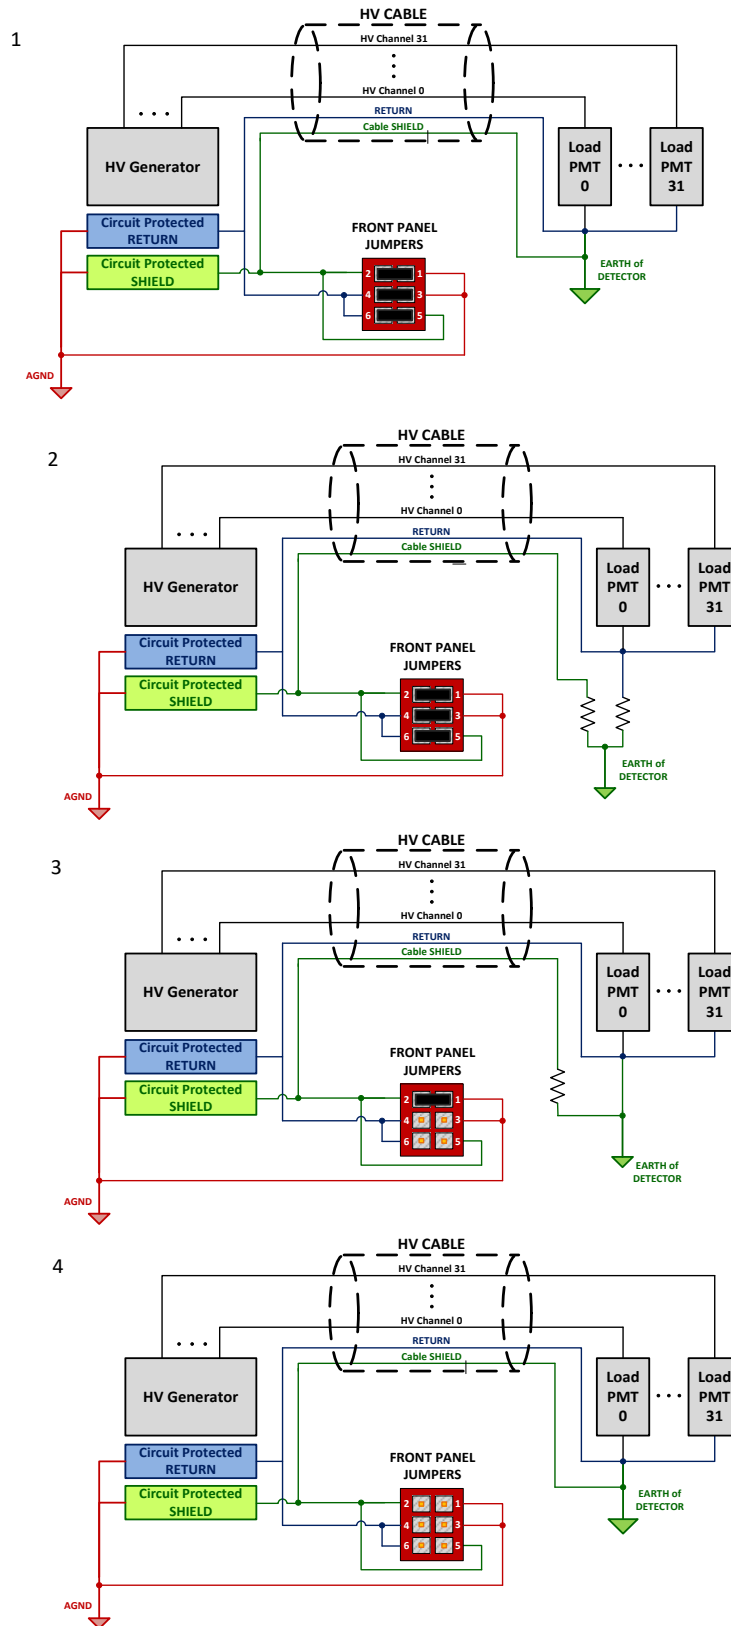 1
HV CABLE
HV Channel 31
HV Channel 0
RETURN
Cable SHIELD
HV Generator
Load
PMT
0
Load
PMT
31
Circuit Protected
RETURN
Circuit Protected
SHIELD
FRONT PANEL
JUMPERS
2 1
4 3
6 5
EARTH of
DETECTOR
AGND
2
HV CABLE
HV Channel 31
HV Channel 0
RETURN
Cable SHIELD
HV Generator
Load
PMT
0
Load
PMT
31
Circuit Protected
RETURN
Circuit Protected
SHIELD
FRONT PANEL
JUMPERS
2 1
4 3
6 5
EARTH of
DETECTOR
AGND
3
HV CABLE
HV Channel 31
HV Channel 0
RETURN
Cable SHIELD
HV Generator
Load
PMT
0
Load
PMT
31
Circuit Protected
RETURN
Circuit Protected
SHIELD
FRONT PANEL
JUMPERS
2 1
4 3
6 5
EARTH of
DETECTOR
AGND
4
HV CABLE
HV Channel 31
HV Channel 0
RETURN
Cable SHIELD
HV Generator
Load
PMT
0
Load
PMT
31
Circuit Protected
RETURN
Circuit Protected
SHIELD
FRONT PANEL
JUMPERS
2 1
4 3
6 5
EARTH of
DETECTOR
AGND